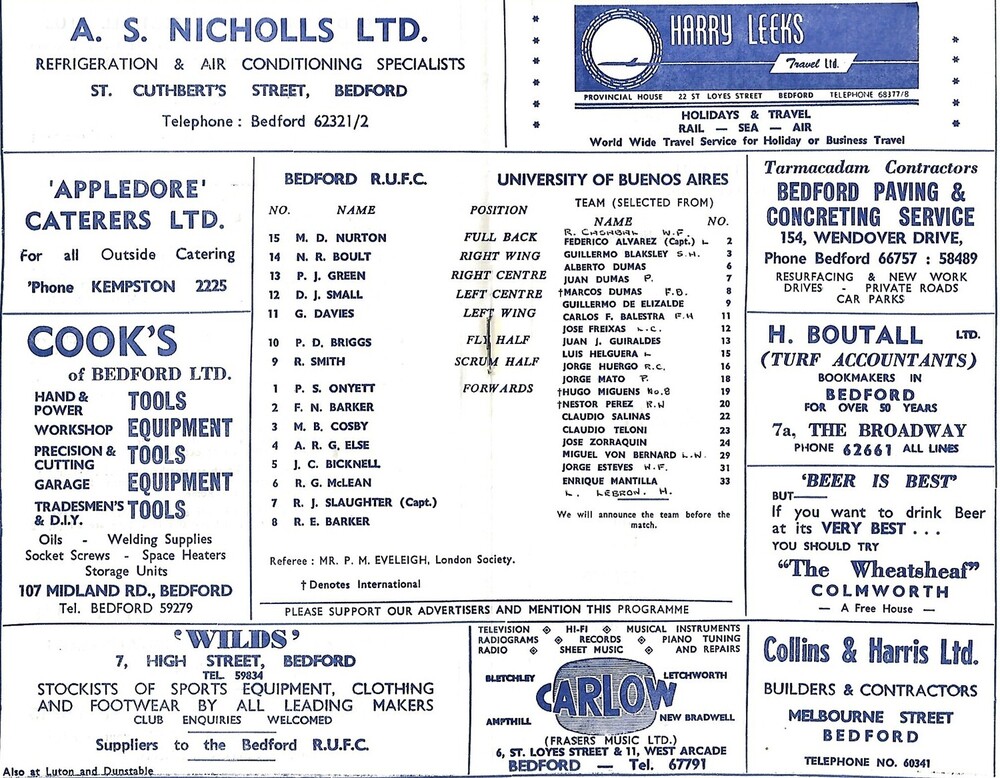 A. S. NICHOLLS LTD.
REFRIGERATION & AIR CONDITIONING SPECIALISTS
ST. CUTHBERT'S STREET, BEDFORD
Telephone : Bedford 62321/2
HARRY LEEKS
Travel Ltd.
PROVINCIAL HOUSE 22 ST LOYES STREET BEDFORD TELEPHONE 68377/8
HOLIDAYS & TRAVEL
RAIL — SEA — AIR
World Wide Travel Service for Holiday or Business Travel
'APPLEDORE'
CATERERS LTD.
For all Outside Catering
'Phone KEMPSTON 2225
COOK'S
of BEDFORD LTD.
HAND & POWER TOOLS
WORKSHOP EQUIPMENT
PRECISION & CUTTING TOOLS
GARAGE EQUIPMENT
TRADESMEN'S & D.I.Y. TOOLS
Oils - Welding Supplies
Socket Screws - Space Heaters
Storage Units
107 MIDLAND RD., BEDFORD
Tel. BEDFORD 59279
BEDFORD R.U.F.C.
NO. NAME POSITION
15 M. D. NURTON FULL BACK
14 N. R. BOULT RIGHT WING
13 P. J. GREEN RIGHT CENTRE
12 D. J. SMALL LEFT CENTRE
11 G. DAVIES LEFT WING
10 P. D. BRIGGS FLY HALF
9 R. SMITH SCRUM HALF
1 P. S. ONYETT FORWARDS
2 F. N. BARKER
3 M. B. COSBY
4 A. R. G. ELSE
5 J. C. BICKNELL
6 R. G. McLEAN
7 R. J. SLAUGHTER (Capt.)
8 R. E. BARKER
Referee : MR. P. M. EVELEIGH, London Society.
† Denotes International
UNIVERSITY OF BUENOS AIRES
TEAM (SELECTED FROM)
NAME NO.
R. W.F.
FEDERICO ALVAREZ (Capt.) L 2
GUILLERMO BLAKSLEY S.H. 3
ALBERTO DUMAS 6
JUAN DUMAS P. 7
†MARCOS DUMAS F.B. 8
GUILLERMO DE ELIZALDE 9
CARLOS F. BALESTRA F.H 11
JOSE FREIXAS L.C. 12
JUAN J. GUIRALDES 13
LUIS HELGUERA L 15
JORGE HUERGO R.C. 16
JORGE MATO P. 18
†HUGO MIGUENS No.8 19
†NESTOR PEREZ R.W 20
CLAUDIO SALINAS 22
CLAUDIO TELONI 23
JOSE ZORRAQUIN 24
MIGUEL VON BERNARD L.W. 29
JORGE ESTEVES W.F. 31
ENRIQUE MANTILLA 33
L. LEBRON. H.
We will announce the team before the
match.
PLEASE SUPPORT OUR ADVERTISERS AND MENTION THIS PROGRAMME
Tarmacadam Contractors
BEDFORD PAVING &
CONCRETING SERVICE
154, WENDOVER DRIVE,
Phone Bedford 66757 : 58489
RESURFACING & NEW WORK
DRIVES - PRIVATE ROADS
CAR PARKS
H. BOUTALL LTD.
(TURF ACCOUNTANTS)
BOOKMAKERS IN
BEDFORD
FOR OVER 50 YEARS
7a, THE BROADWAY
PHONE 62661 ALL LINES
'BEER IS BEST'
BUT—
If you want to drink Beer
at its VERY BEST . . .
YOU SHOULD TRY
"The Wheatsheaf"
COLMWORTH
— A Free House —
'WILDS'
7, HIGH STREET, BEDFORD
TEL. 59834
STOCKISTS OF SPORTS EQUIPMENT, CLOTHING
AND FOOTWEAR BY ALL LEADING MAKERS
CLUB ENQUIRIES WELCOMED
Suppliers to the Bedford R.U.F.C.
Also at Luton and Dunstable
TELEVISION HI-FI MUSICAL INSTRUMENTS
RADIOGRAMS RECORDS PIANO TUNING
RADIO SHEET MUSIC AND REPAIRS
BLETCHLEY LETCHWORTH
CARLOW
AMPTHILL NEW BRADWELL
(FRASERS MUSIC LTD.)
6, ST. LOYES STREET & 11, WEST ARCADE
BEDFORD — Tel. 67791
Collins & Harris Ltd.
BUILDERS & CONTRACTORS
MELBOURNE STREET
BEDFORD
TELEPHONE NO. 60341